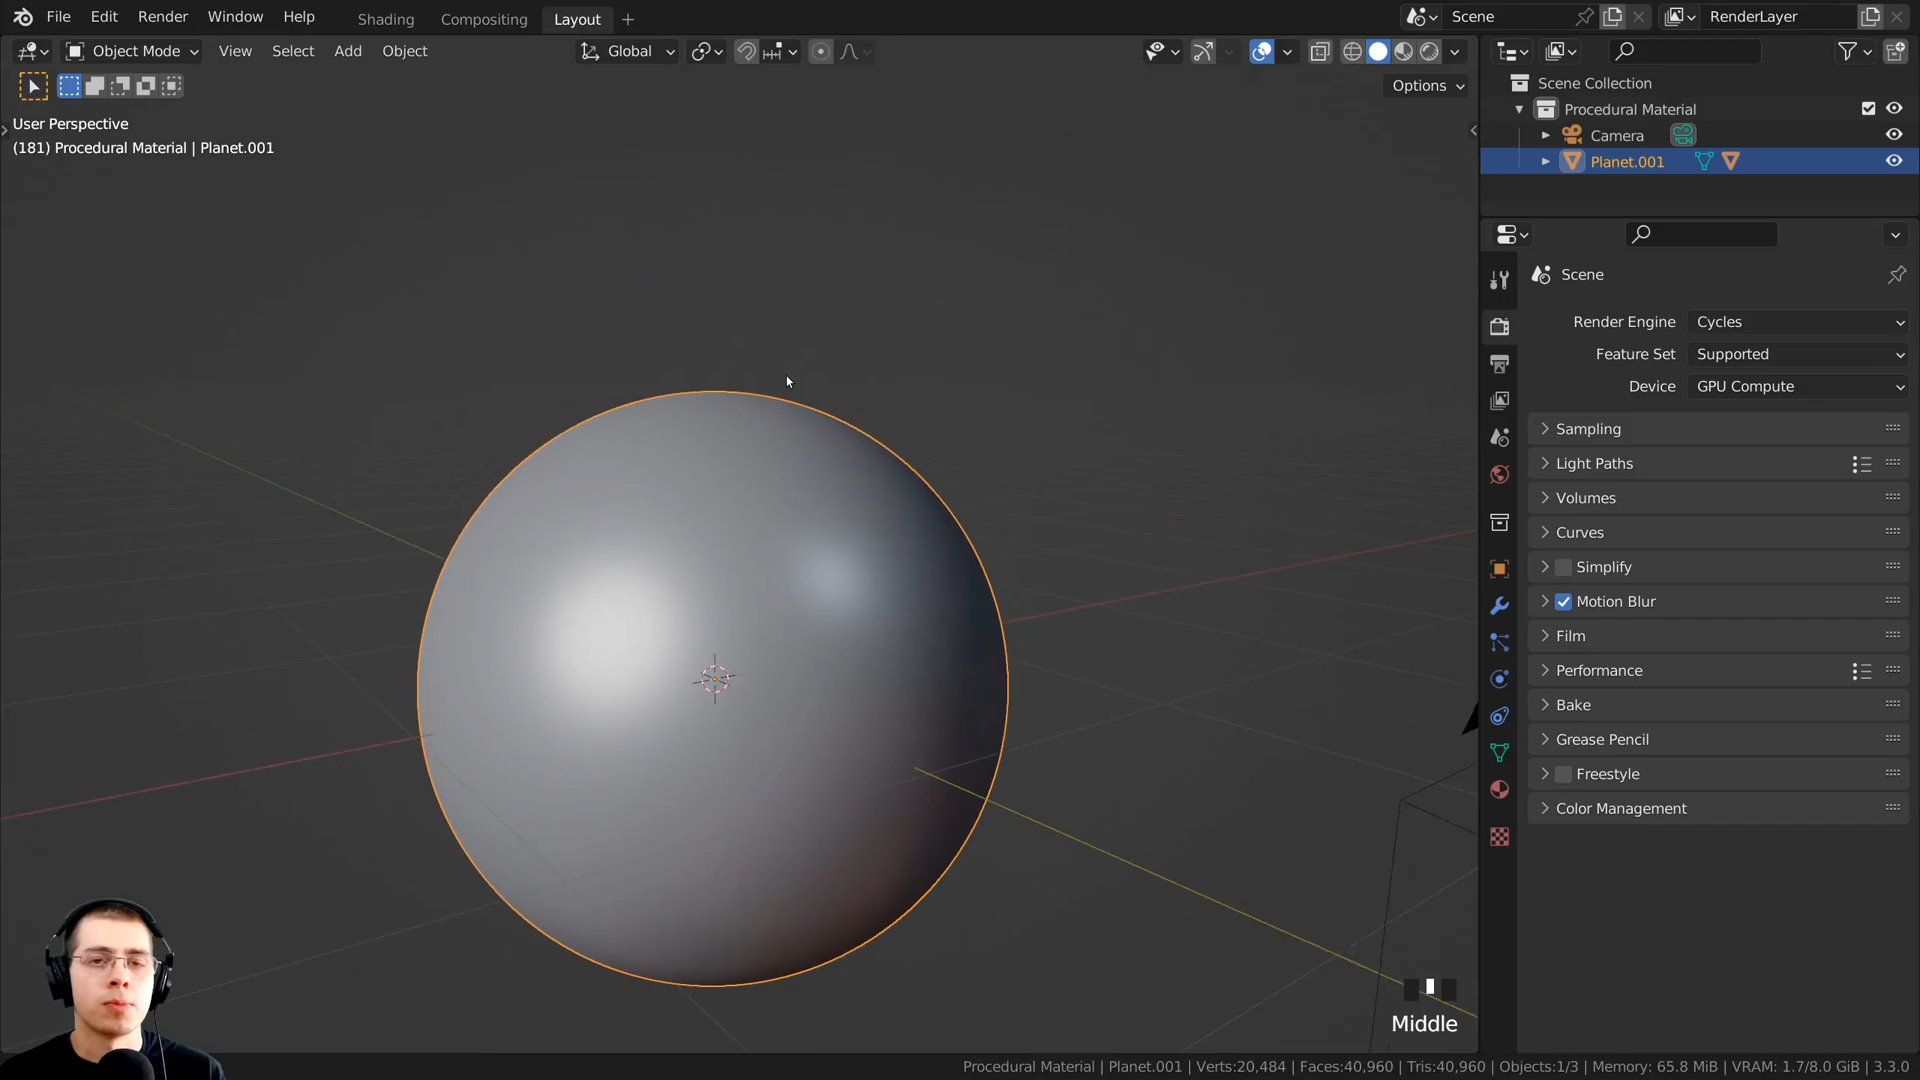 File Edit Render Window Help Shading Compositing Layout Scene RenderLayer
Object Mode View Select Add Object Global
Options
User Perspective
(181) Procedural Material | Planet.001
Scene Collection
Procedural Material
Camera
Planet.001
Scene
Render Engine Cycles
Feature Set Supported
Device GPU Compute
Sampling
Light Paths
Volumes
Curves
Simplify
Motion Blur
Film
Performance
Bake
Grease Pencil
Freestyle
Color Management
Middle
Procedural Material | Planet.001 | Verts:20,484 | Faces:40,960 | Tris:40,960 | Objects:1/3 | Memory: 65.8 MiB | VRAM: 1.7/8.0 GiB | 3.3.0